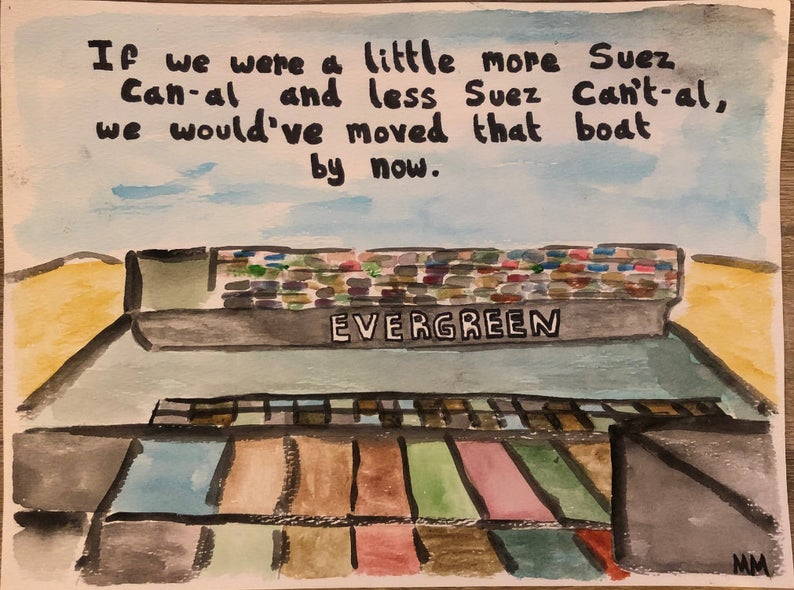 If we were a little more Suez
Can-al and less Suez Can't-al,
we would've moved that boat
by now.
EVERGREEN
MM